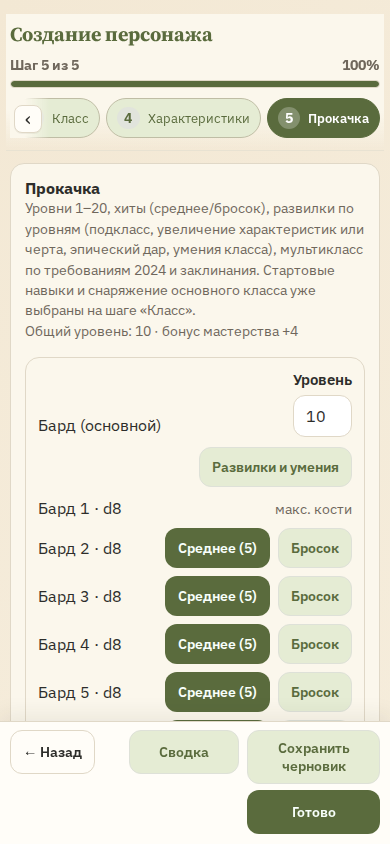 Создание персонажа
Шаг 5 из 5 100%
‹ Класс 4 Характеристики 5 Прокачка
Прокачка
Уровни 1–20, хиты (среднее/бросок), развилки по
уровням (подкласс, увеличение характеристик или
черта, эпический дар, умения класса), мультикласс
по требованиям 2024 и заклинания. Стартовые
навыки и снаряжение основного класса уже
выбраны на шаге «Класс».
Общий уровень: 10 · бонус мастерства +4
Уровень
Бард (основной) 10
Развилки и умения
Бард 1 · d8 макс. кости
Бард 2 · d8 Среднее (5) Бросок
Бард 3 · d8 Среднее (5) Бросок
Бард 4 · d8 Среднее (5) Бросок
Бард 5 · d8 Среднее (5) Бросок
← Назад Сводка Сохранить
черновик
Готово